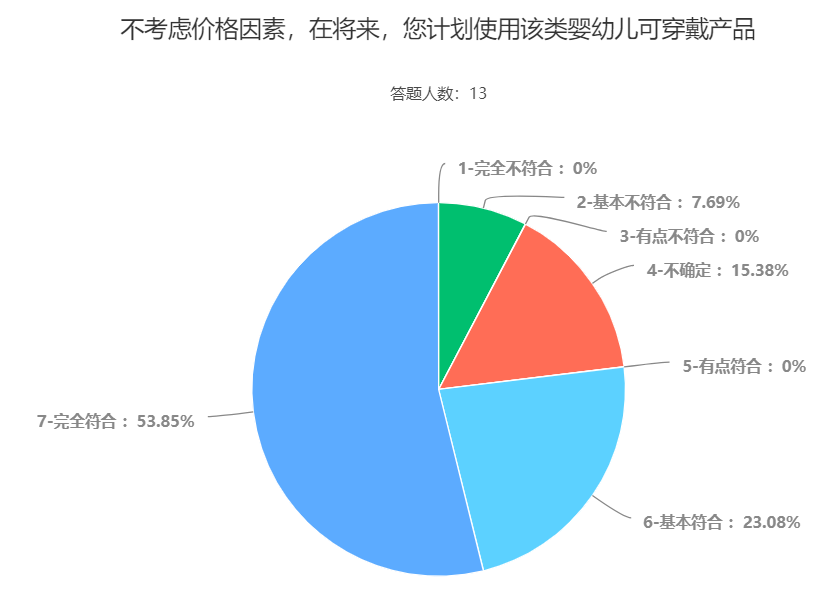 不考虑价格因素，在将来，您计划使用该类婴幼儿可穿戴产品
答题人数：13
1-完全不符合： 0%
2-基本不符合： 7.69%
3-有点不符合： 0%
4-不确定： 15.38%
5-有点符合： 0%
7-完全符合： 53.85%
6-基本符合： 23.08%